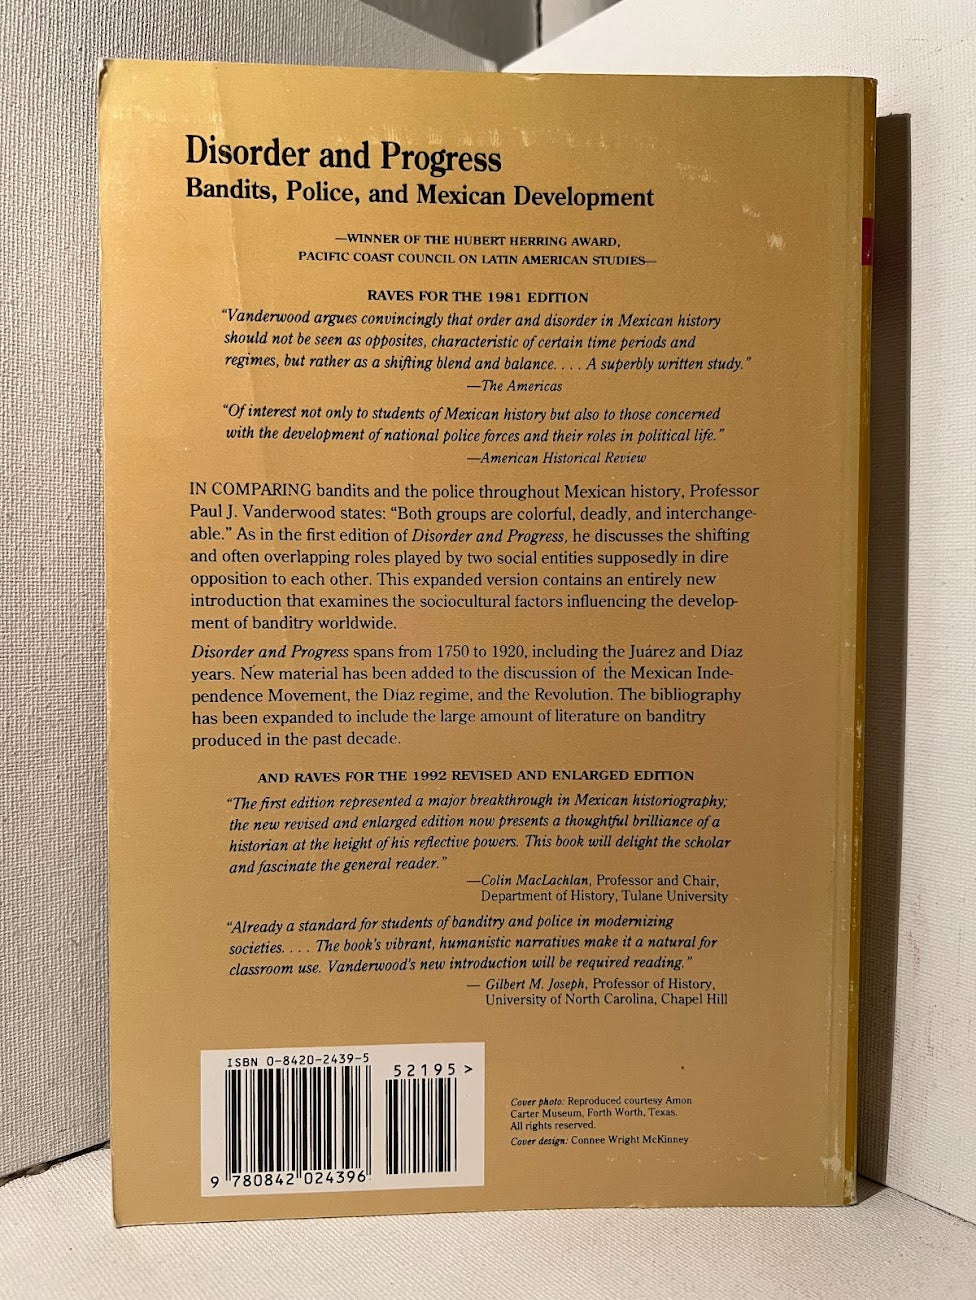 Disorder and Progress
Bandits, Police, and Mexican Development
—WINNER OF THE HUBERT HERRING AWARD,
PACIFIC COAST COUNCIL ON LATIN AMERICAN STUDIES—
RAVES FOR THE 1981 EDITION
“Vanderwood argues convincingly that order and disorder in Mexican history
should not be seen as opposites, characteristic of certain time periods and
regimes, but rather as a shifting blend and balance. . . . A superbly written study.”
—The Americas
“Of interest not only to students of Mexican history but also to those concerned
with the development of national police forces and their roles in political life.”
—American Historical Review
IN COMPARING bandits and the police throughout Mexican history, Professor
Paul J. Vanderwood states: “Both groups are colorful, deadly, and interchange-
able.” As in the first edition of Disorder and Progress, he discusses the shifting
and often overlapping roles played by two social entities supposedly in dire
opposition to each other. This expanded version contains an entirely new
introduction that examines the sociocultural factors influencing the develop-
ment of banditry worldwide.
Disorder and Progress spans from 1750 to 1920, including the Juárez and Díaz
years. New material has been added to the discussion of the Mexican Inde-
pendence Movement, the Díaz regime, and the Revolution. The bibliography
has been expanded to include the large amount of literature on banditry
produced in the past decade.
AND RAVES FOR THE 1992 REVISED AND ENLARGED EDITION
“The first edition represented a major breakthrough in Mexican historiography;
the new revised and enlarged edition now presents a thoughtful brilliance of a
historian at the height of his reflective powers. This book will delight the scholar
and fascinate the general reader.”
—Colin MacLachlan, Professor and Chair,
Department of History, Tulane University
“Already a standard for students of banditry and police in modernizing
societies. . . . The book’s vibrant, humanistic narratives make it a natural for
classroom use. Vanderwood’s new introduction will be required reading.”
— Gilbert M. Joseph, Professor of History,
University of North Carolina, Chapel Hill
ISBN 0-8420-2439-5
52195 >
9 780842 024396
Cover photo: Reproduced courtesy Amon
Carter Museum, Forth Worth, Texas.
All rights reserved.
Cover design: Connee Wright McKinney